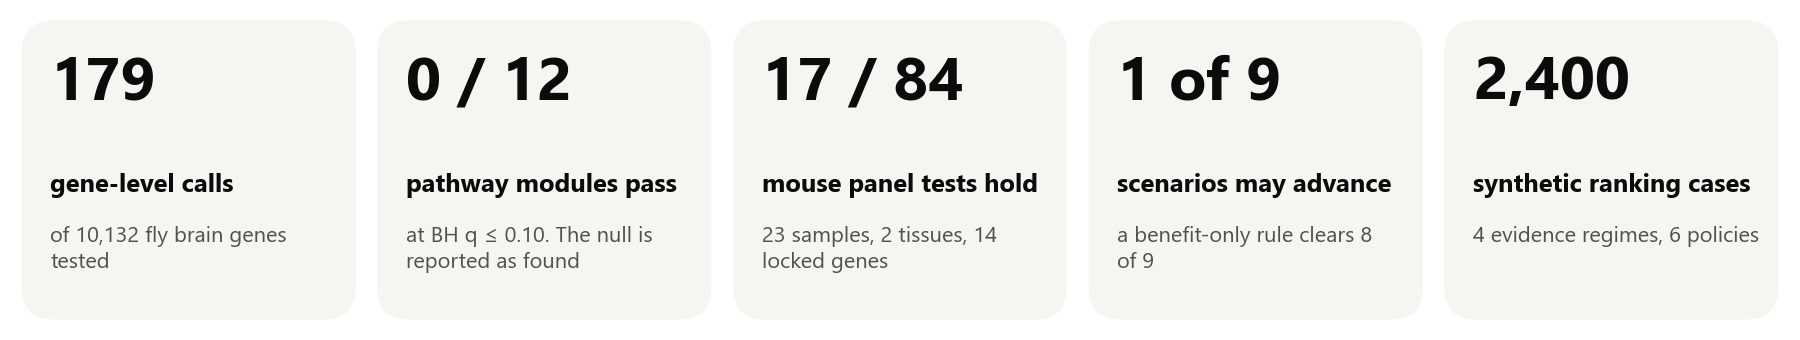 179
gene-level calls
of 10,132 fly brain genes
tested
0 / 12
pathway modules pass
at BH q ≤ 0.10. The null is
reported as found
17 / 84
mouse panel tests hold
23 samples, 2 tissues, 14
locked genes
1 of 9
scenarios may advance
a benefit-only rule clears 8
of 9
2,400
synthetic ranking cases
4 evidence regimes, 6 policies